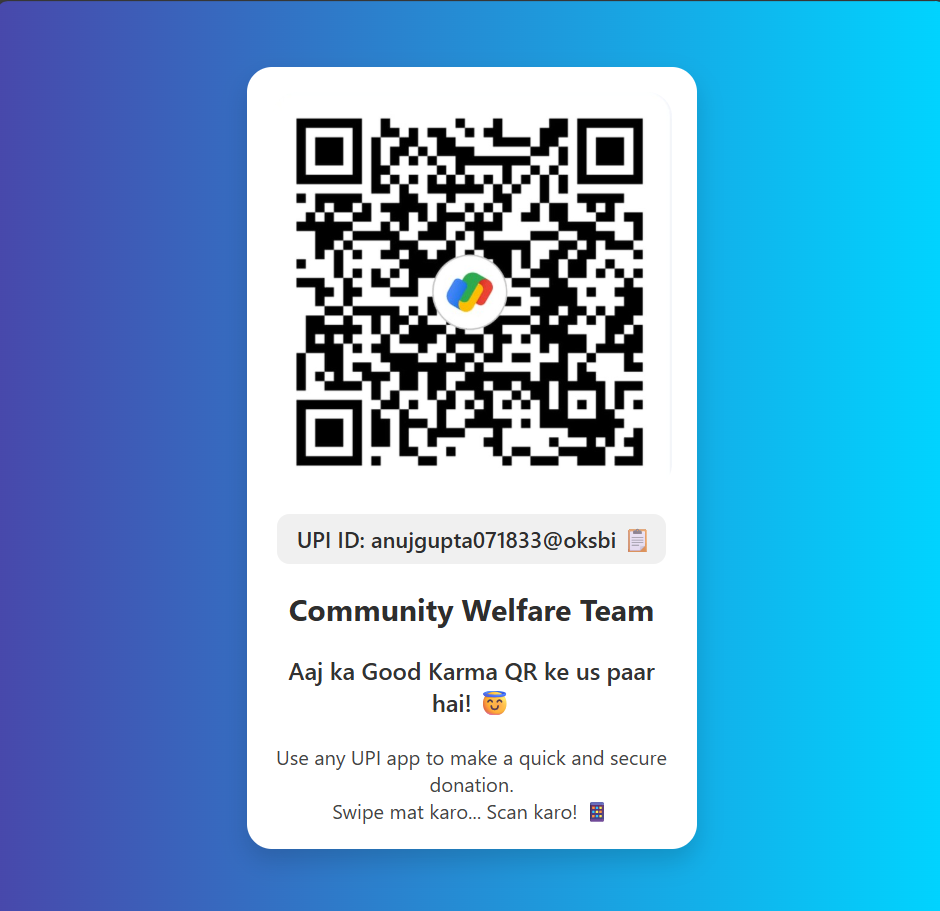 UPI ID: anujgupta071833@oksbi 📋
Community Welfare Team
Aaj ka Good Karma QR ke us paar
hai! 😇
Use any UPI app to make a quick and secure
donation.
Swipe mat karo... Scan karo! 📱